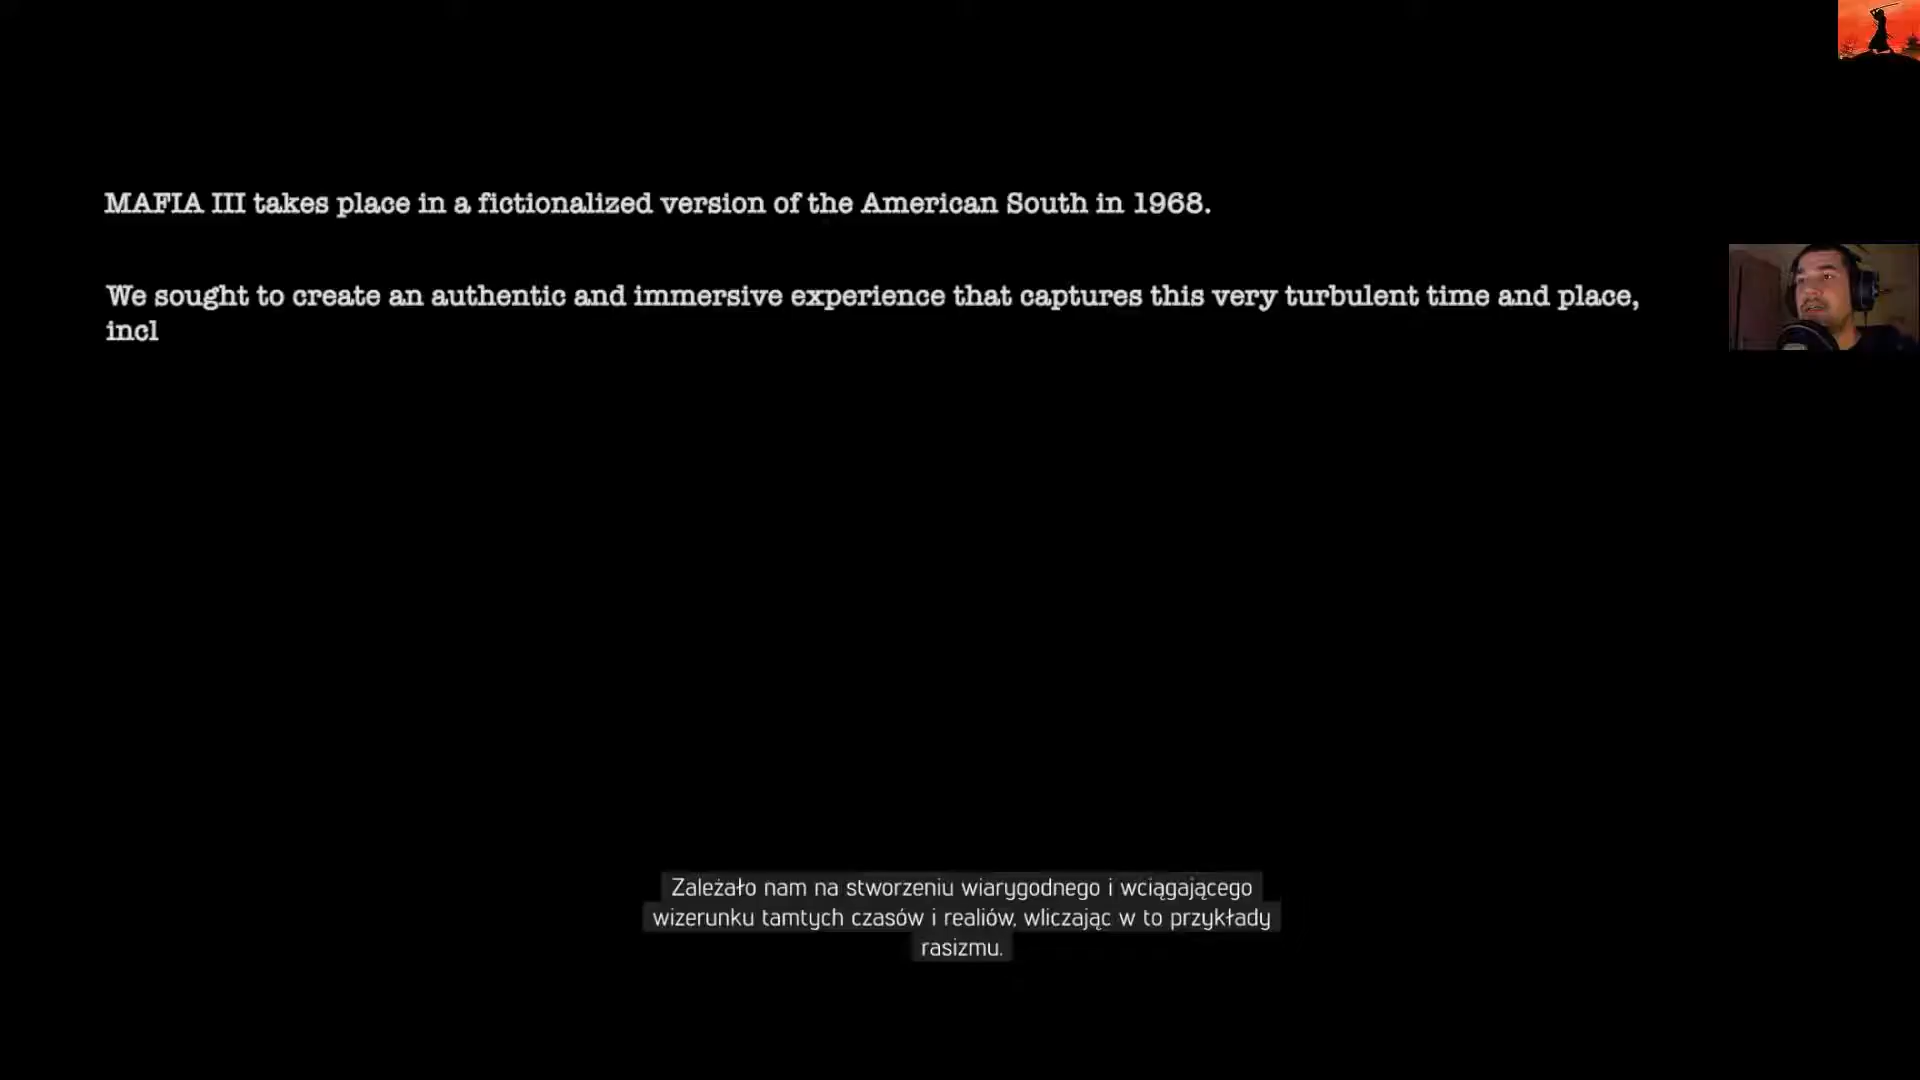 MAFIA III takes place in a fictionalized version of the American South in 1968.
We sought to create an authentic and immersive experience that captures this very turbulent time and place,
incl
Zależało nam na stworzeniu wiarygodnego i wciągającego
wizerunku tamtych czasów i realiów, wliczając w to przykłady
rasizmu.